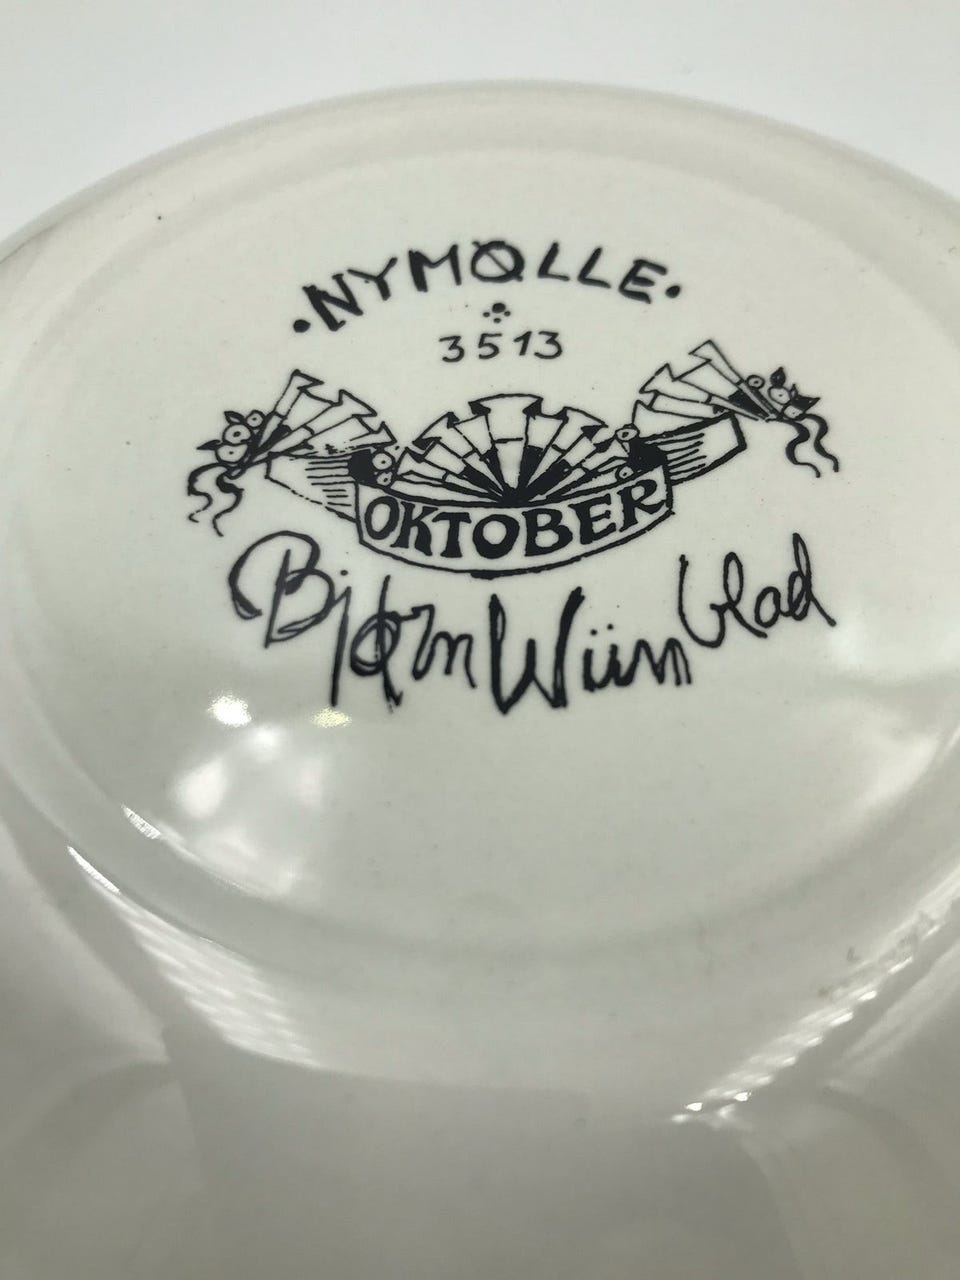 ·NYMØLLE·
3513
OKTOBER
Bjørn Wiinblad